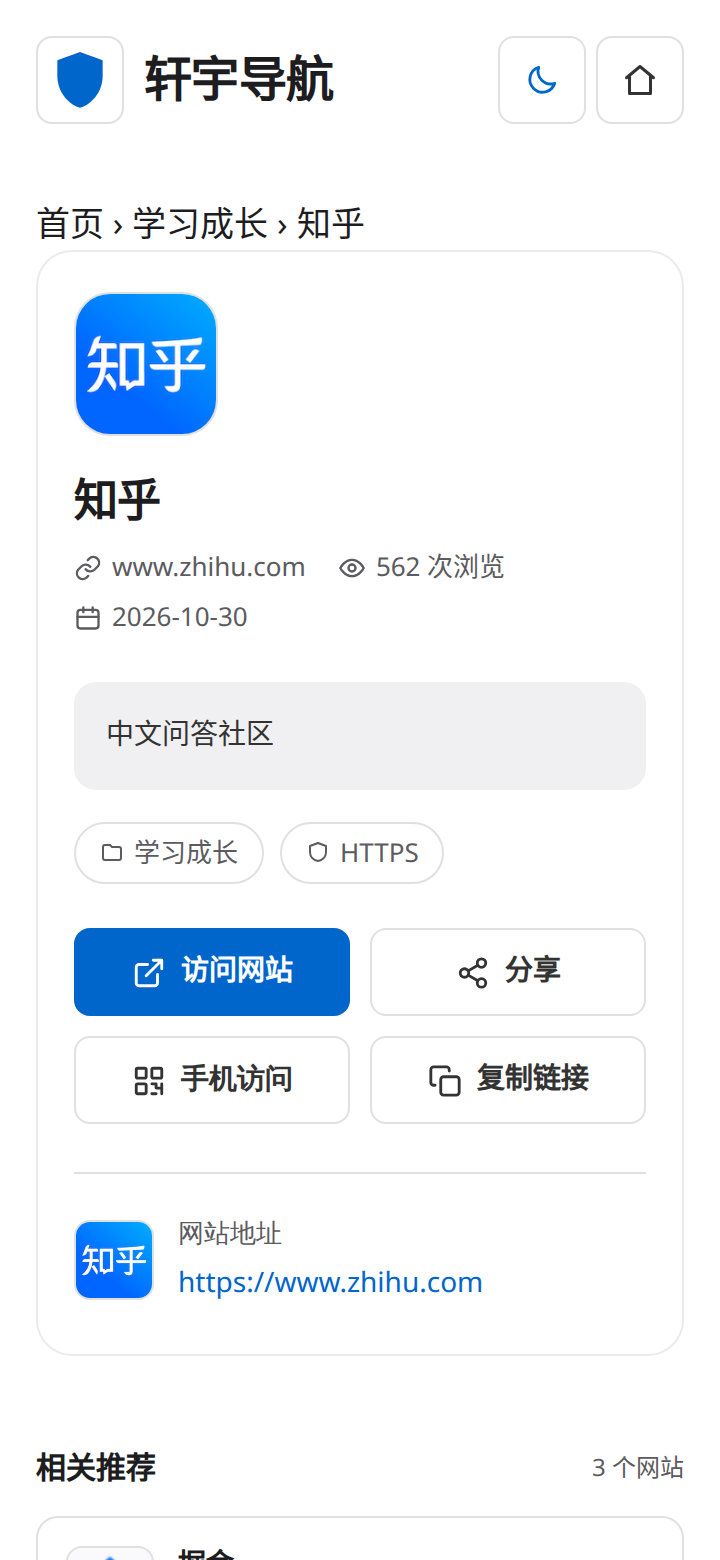 轩宇导航
首页 › 学习成长 › 知乎
知乎
知乎
www.zhihu.com 562 次浏览
2026-10-30
中文问答社区
学习成长 HTTPS
访问网站 分享
手机访问 复制链接
知乎
网站地址
https://www.zhihu.com
相关推荐 3 个网站